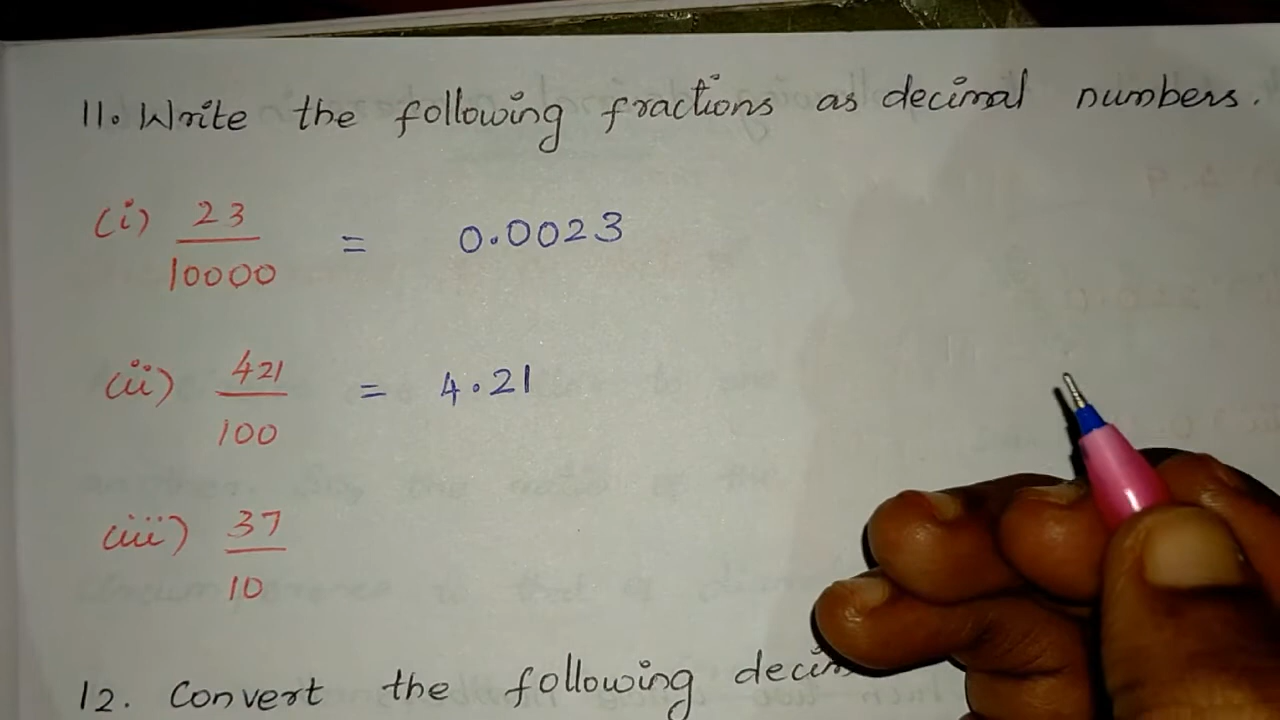 11. Write the following fractions as decimal numbers.
(i) 23/10000 = 0.0023
(ii) 421/100 = 4.21
(iii) 37/10
12. Convert the following